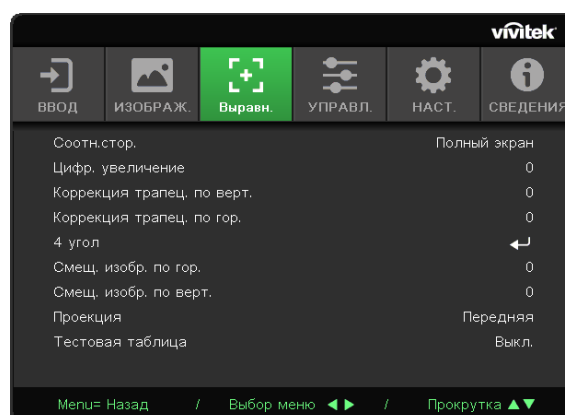 vivitek
ВВОД ИЗОБРАЖ. Выравн. УПРАВЛ. НАСТ. СВЕДЕНИЯ
Соотн.стор. Полный экран
Цифр. увеличение 0
Коррекция трапец. по верт. 0
Коррекция трапец. по гор. 0
4 угол
Смещ. изобр. по гор. 0
Смещ. изобр. по верт. 0
Проекция Передняя
Тестовая таблица Выкл.
Menu= Назад / Выбор меню ◄► / Прокрутка ▲▼